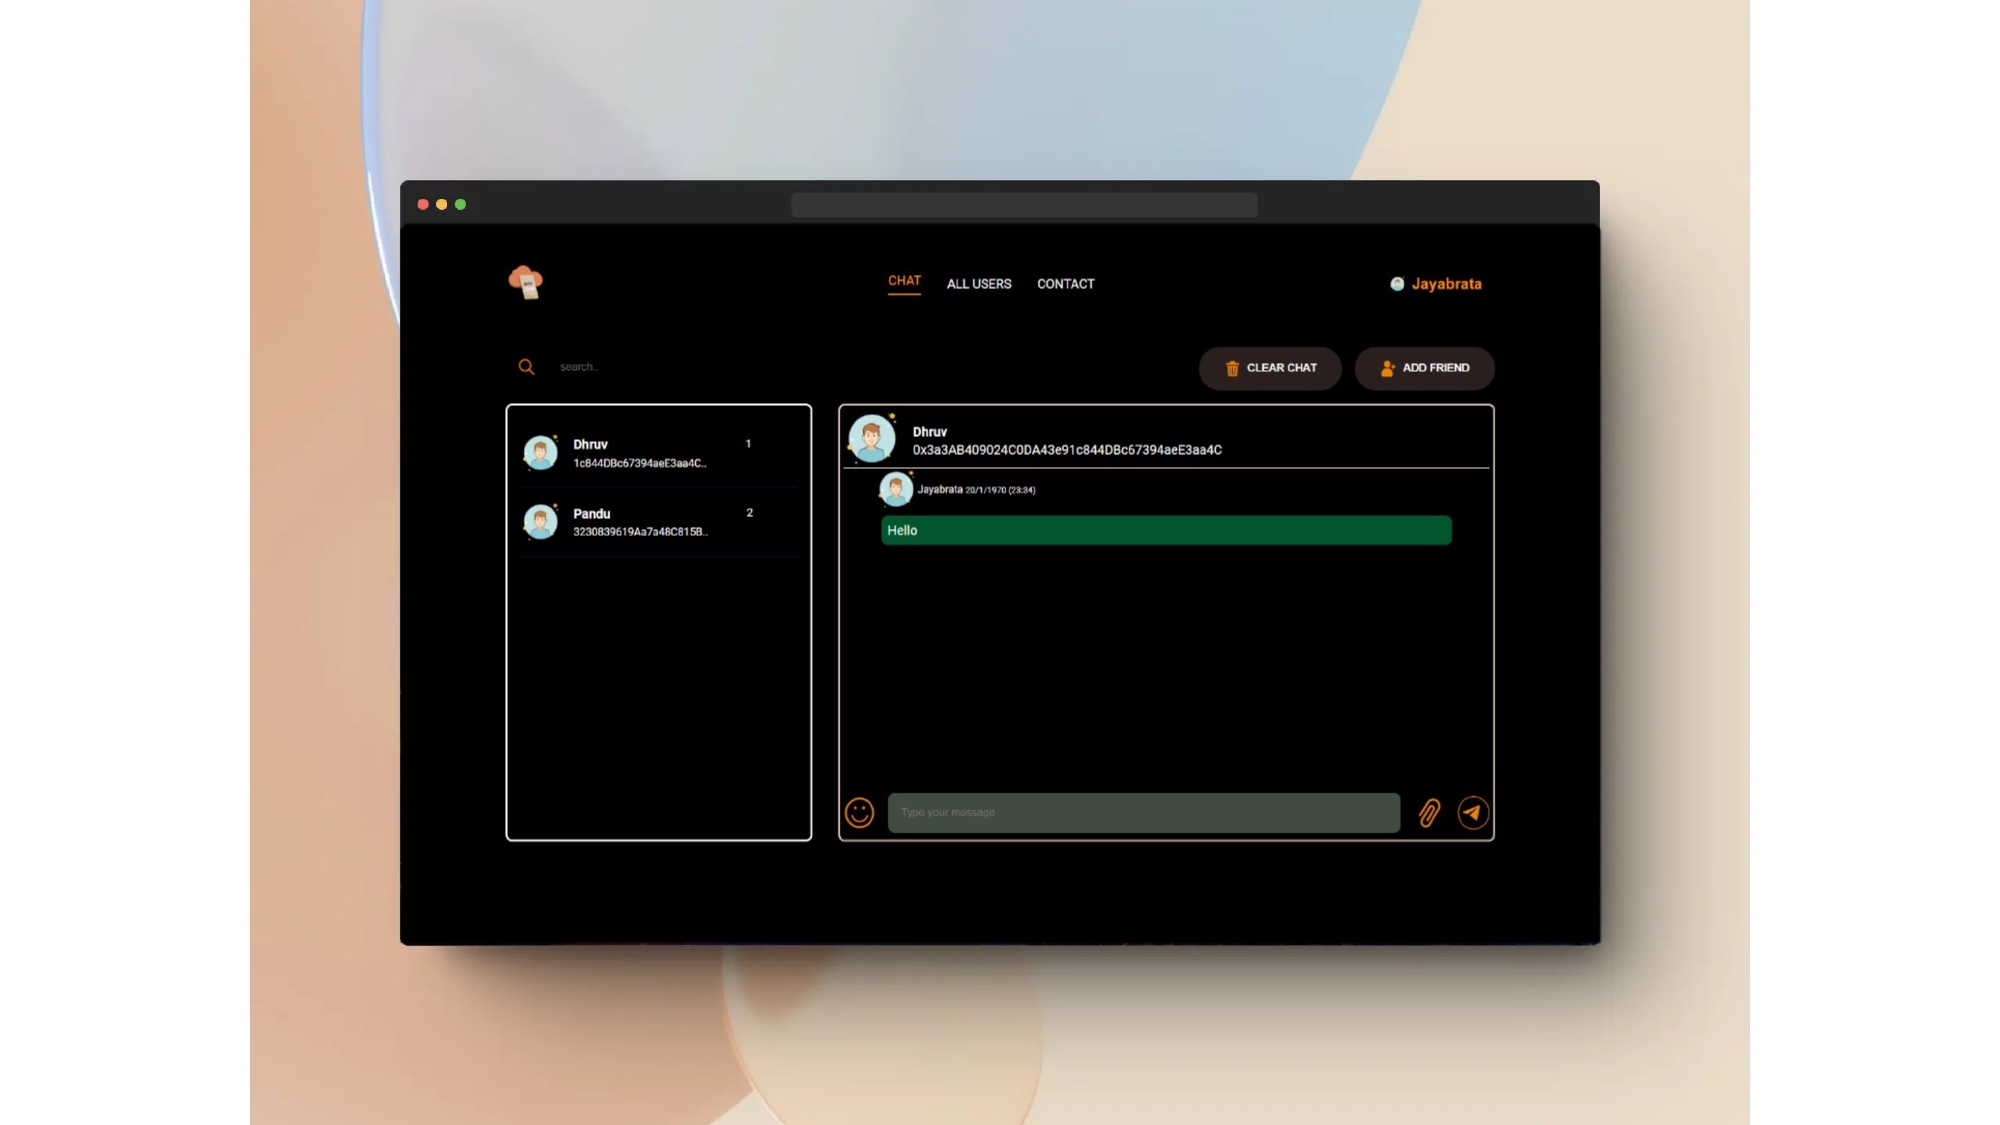 CHAT
ALL USERS
CONTACT
Jayabrata
search..
CLEAR CHAT
ADD FRIEND
Dhruv
1
1c844DBc67394aeE3aa4C..
Pandu
2
3230839619Aa7a48C815B..
Dhruv
0x3a3AB409024C0DA43e91c844DBc67394aeE3aa4C
Jayabrata 20/1/1970 (23:34)
Hello
Type your message